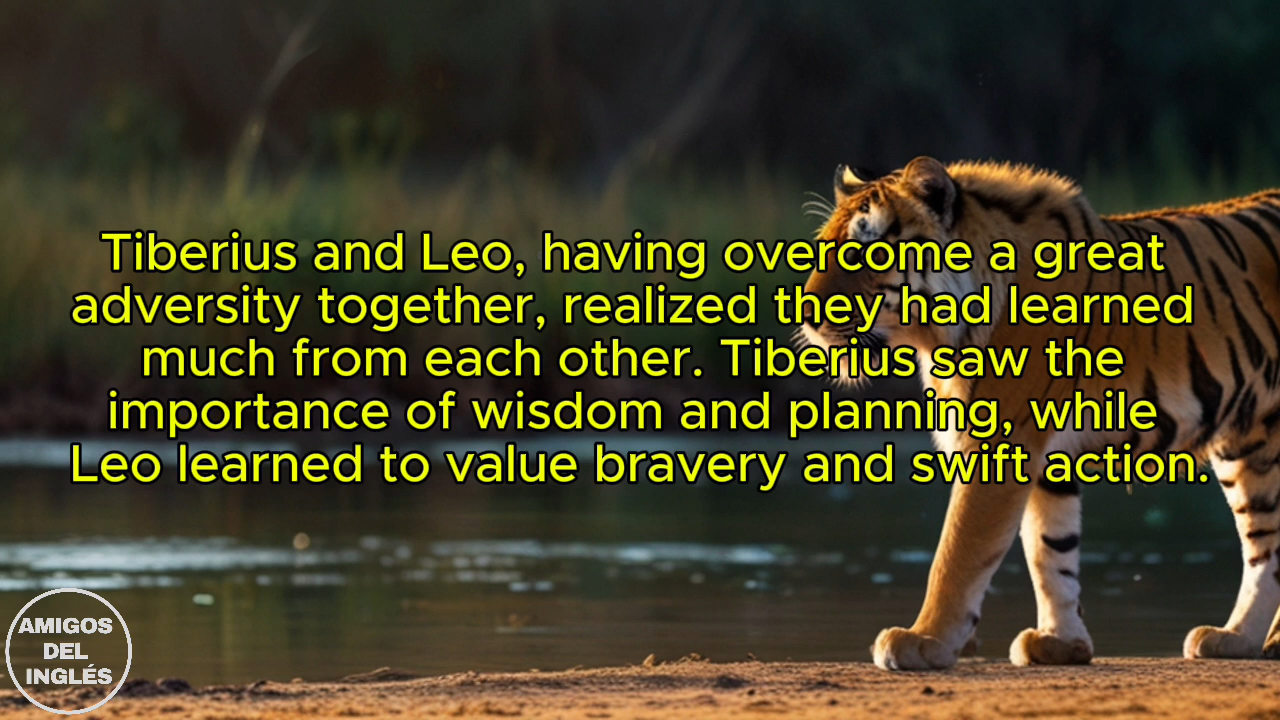 Tiberius and Leo, having overcome a great
adversity together, realized they had learned
much from each other. Tiberius saw the
importance of wisdom and planning, while
Leo learned to value bravery and swift action.
AMIGOS
DEL
INGLÉS